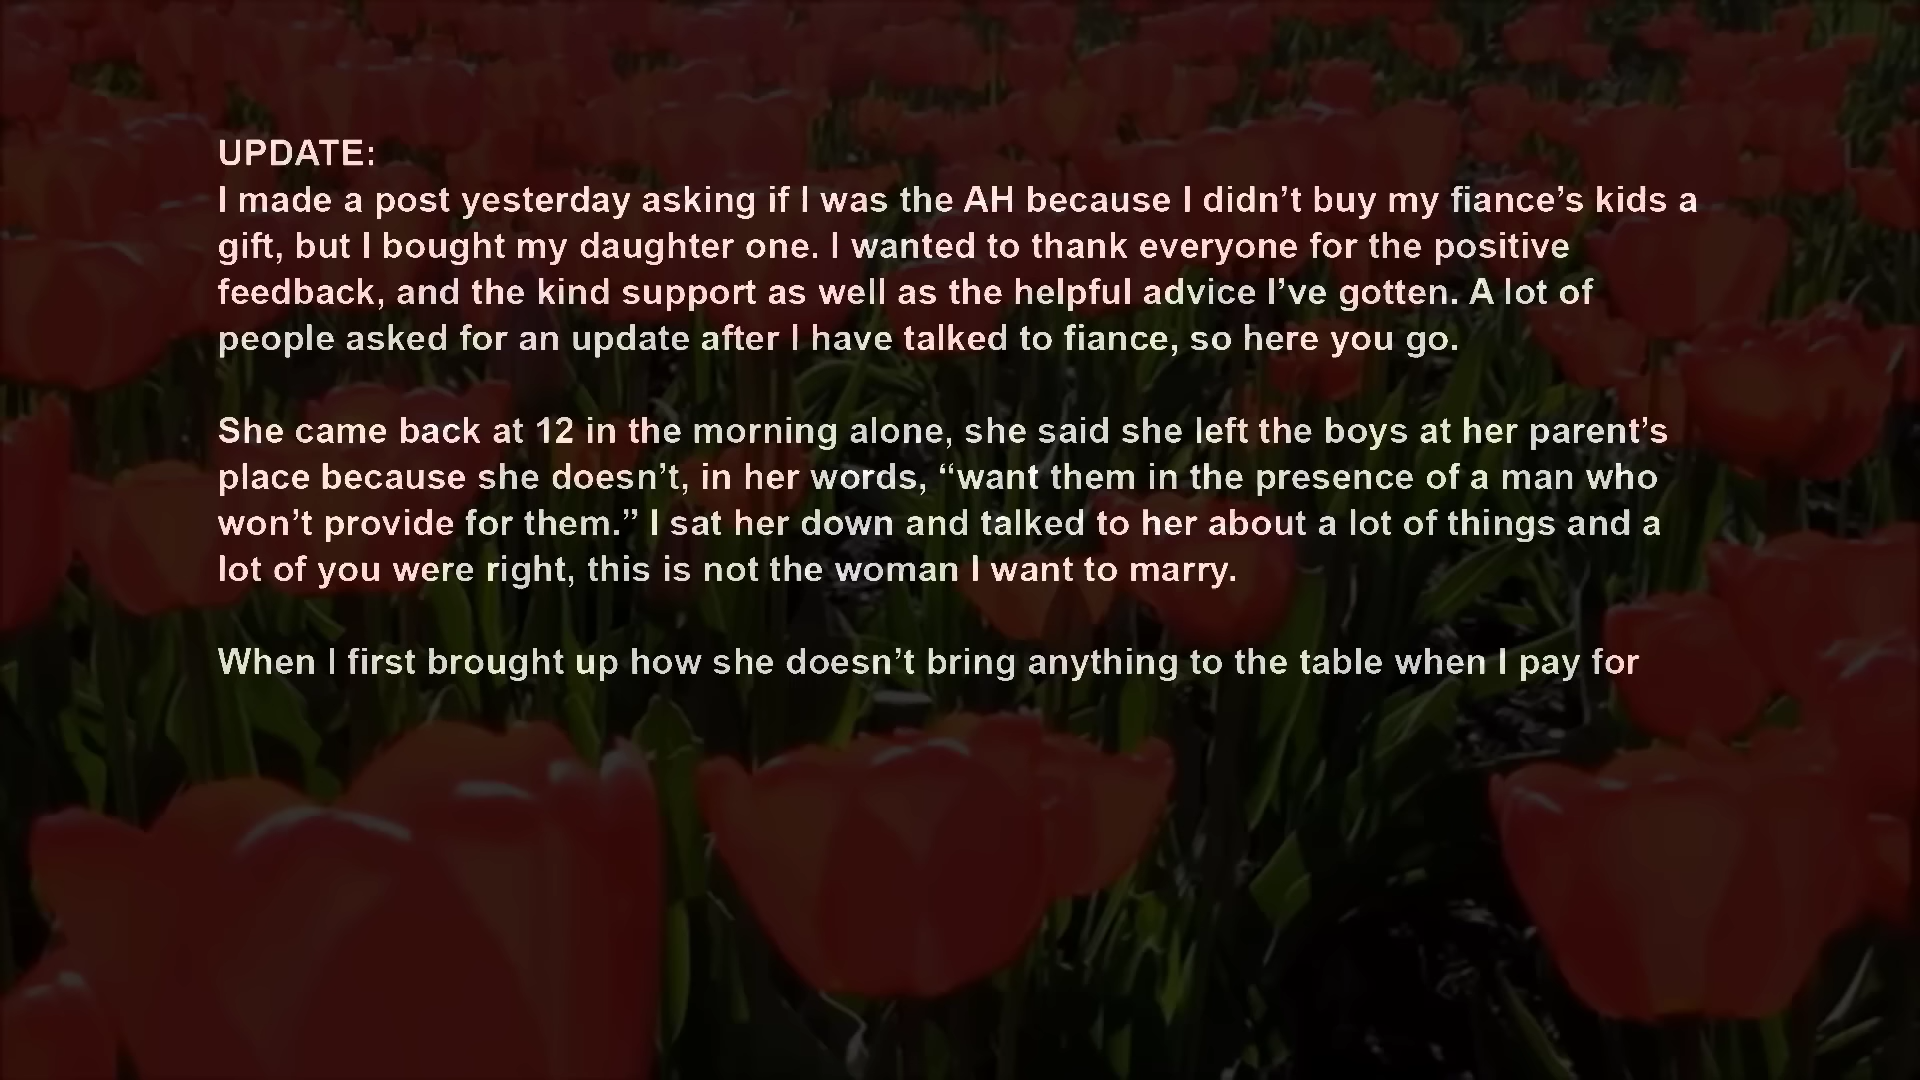 UPDATE:
I made a post yesterday asking if I was the AH because I didn’t buy my fiance’s kids a
gift, but I bought my daughter one. I wanted to thank everyone for the positive
feedback, and the kind support as well as the helpful advice I’ve gotten. A lot of
people asked for an update after I have talked to fiance, so here you go.
She came back at 12 in the morning alone, she said she left the boys at her parent’s
place because she doesn’t, in her words, “want them in the presence of a man who
won’t provide for them.” I sat her down and talked to her about a lot of things and a
lot of you were right, this is not the woman I want to marry.
When I first brought up how she doesn’t bring anything to the table when I pay for